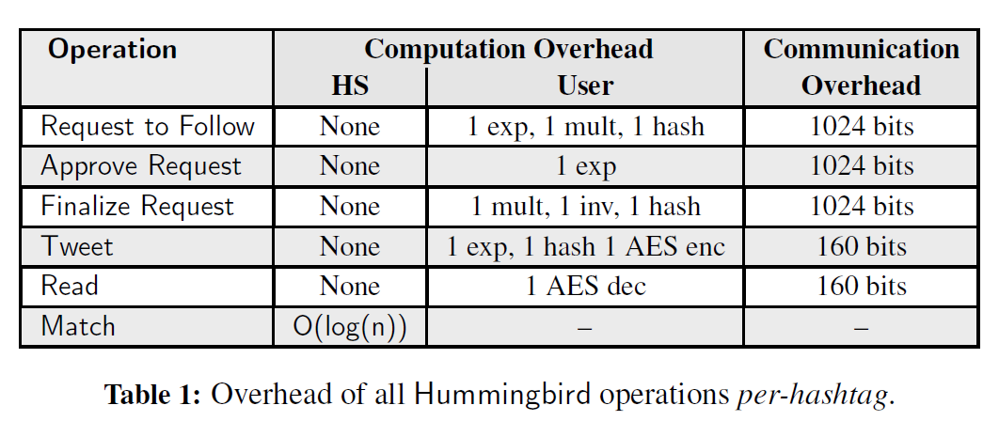 Operation Computation Overhead Communication
HS User Overhead
Request to Follow None 1 exp, 1 mult, 1 hash 1024 bits
Approve Request None 1 exp 1024 bits
Finalize Request None 1 mult, 1 inv, 1 hash 1024 bits
Tweet None 1 exp, 1 hash 1 AES enc 160 bits
Read None 1 AES dec 160 bits
Match O(log(n)) – –
Table 1: Overhead of all Hummingbird operations per-hashtag.